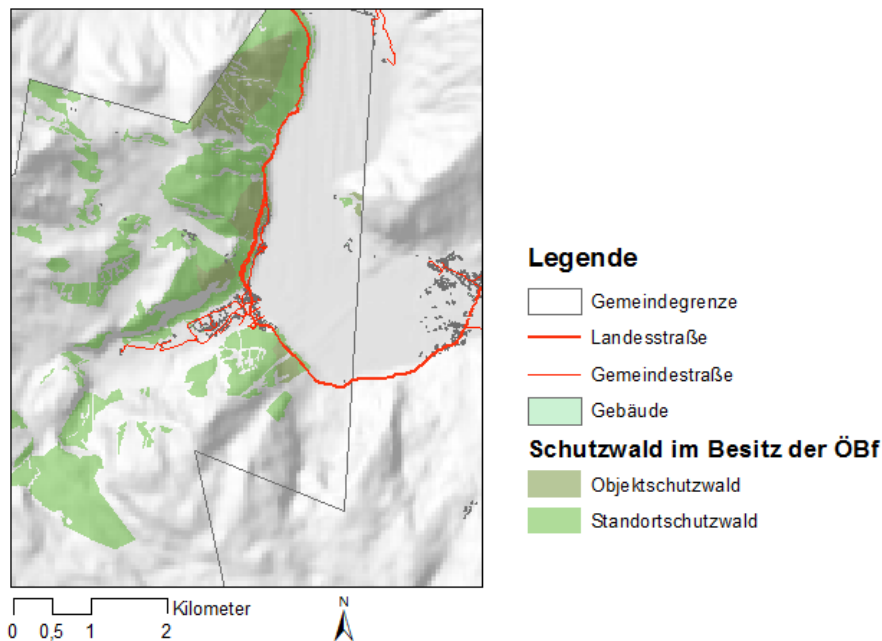 Legende
Gemeindegrenze
Landesstraße
Gemeindestraße
Gebäude
Schutzwald im Besitz der ÖBf
Objektschutzwald
Standortschutzwald
Kilometer
0 0,5 1 2
N